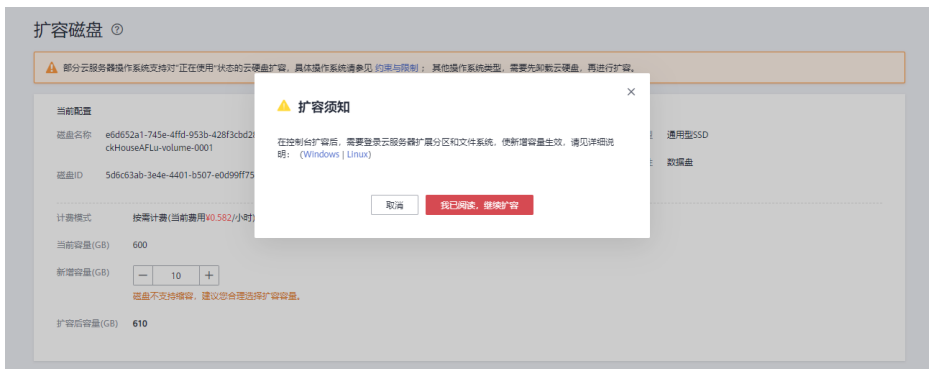 扩容磁盘
部分云服务器操作系统支持对"正在使用"状态的云硬盘扩容，具体操作系统请参见 约束与限制； 其他操作系统类型，需要先卸载云硬盘，再进行扩容。
扩容须知
在控制台扩容后，需要登录云服务器扩展分区和文件系统，使新增容量生效，请见详细说
明：（Windows | Linux）
取消
我已阅读，继续扩容
当前配置
磁盘名称 e6d652a1-745e-4ffd-953b-428f3cbd28
ckHouseAFLu-volume-0001
通用型SSD
磁盘ID 5d6c63ab-3e4e-4401-b507-e0d99ff75
数据盘
计费模式 按需计费(当前费用¥0.582/小时)
当前容量(GB) 600
新增容量(GB) 10
磁盘不支持缩容，建议您合理选择扩容容量。
扩容后容量(GB) 610